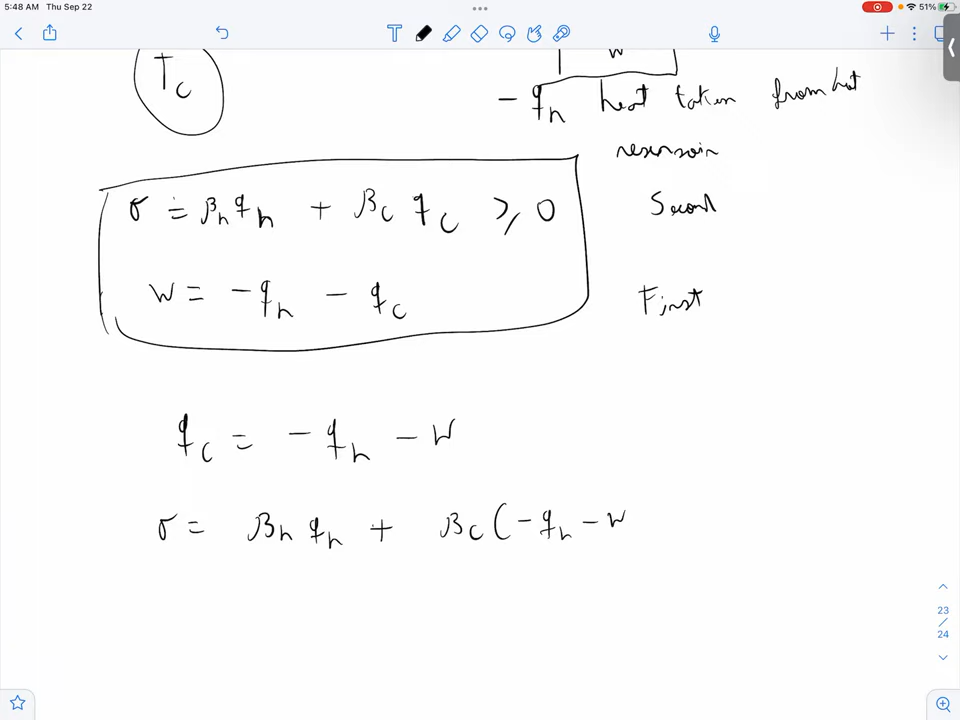 5:48 AM Thu Sep 22
51%
T_c
w
- q_h heat taken from hot
reservoir
σ ≐ β_h q_h + β_c q_c ≥ 0 Second
w = - q_h - q_c First
q_c = - q_h - w
σ = β_h q_h + β_c (- q_h - w
23
/
24